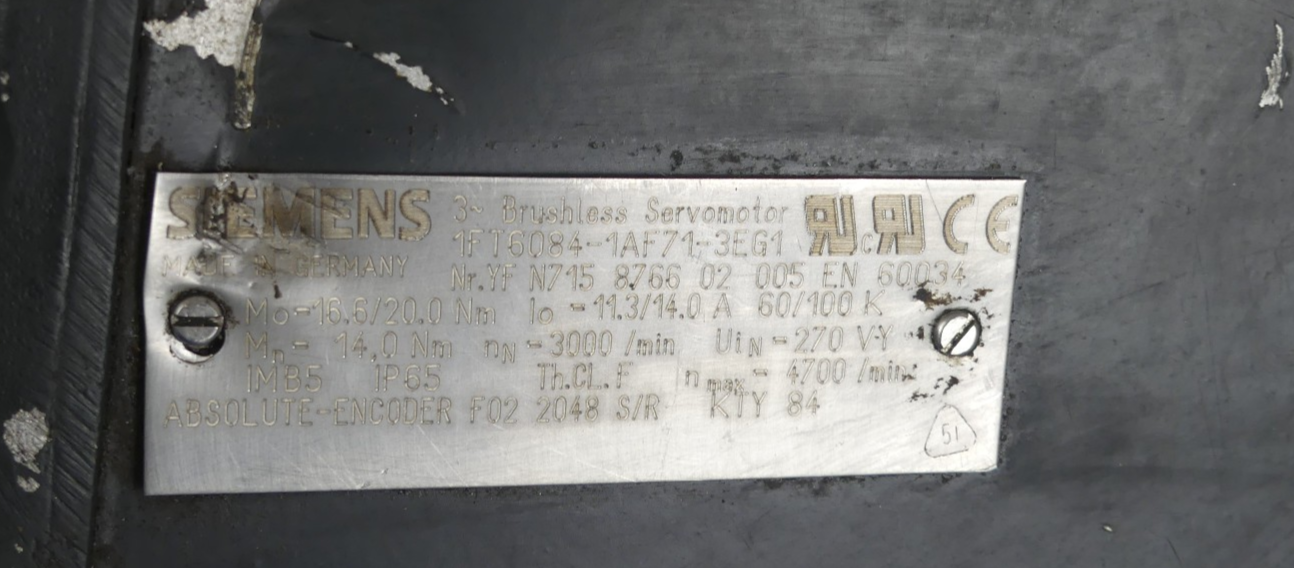 SIEMENS 3~ Brushless Servomotor
1FT6084-1AF71-3EG1
MADE IN GERMANY Nr.YF N715 8766 02 005 EN 60034
Mo-16.6/20.0 Nm Io-11.3/14.0 A 60/100 K
Mn- 14,0 Nm nN-3000 /min UiN-270 V-Y
IMB5 IP65 Th.CL.F n max- 4700 /min
ABSOLUTE-ENCODER F02 2048 S/R KTY 84
51